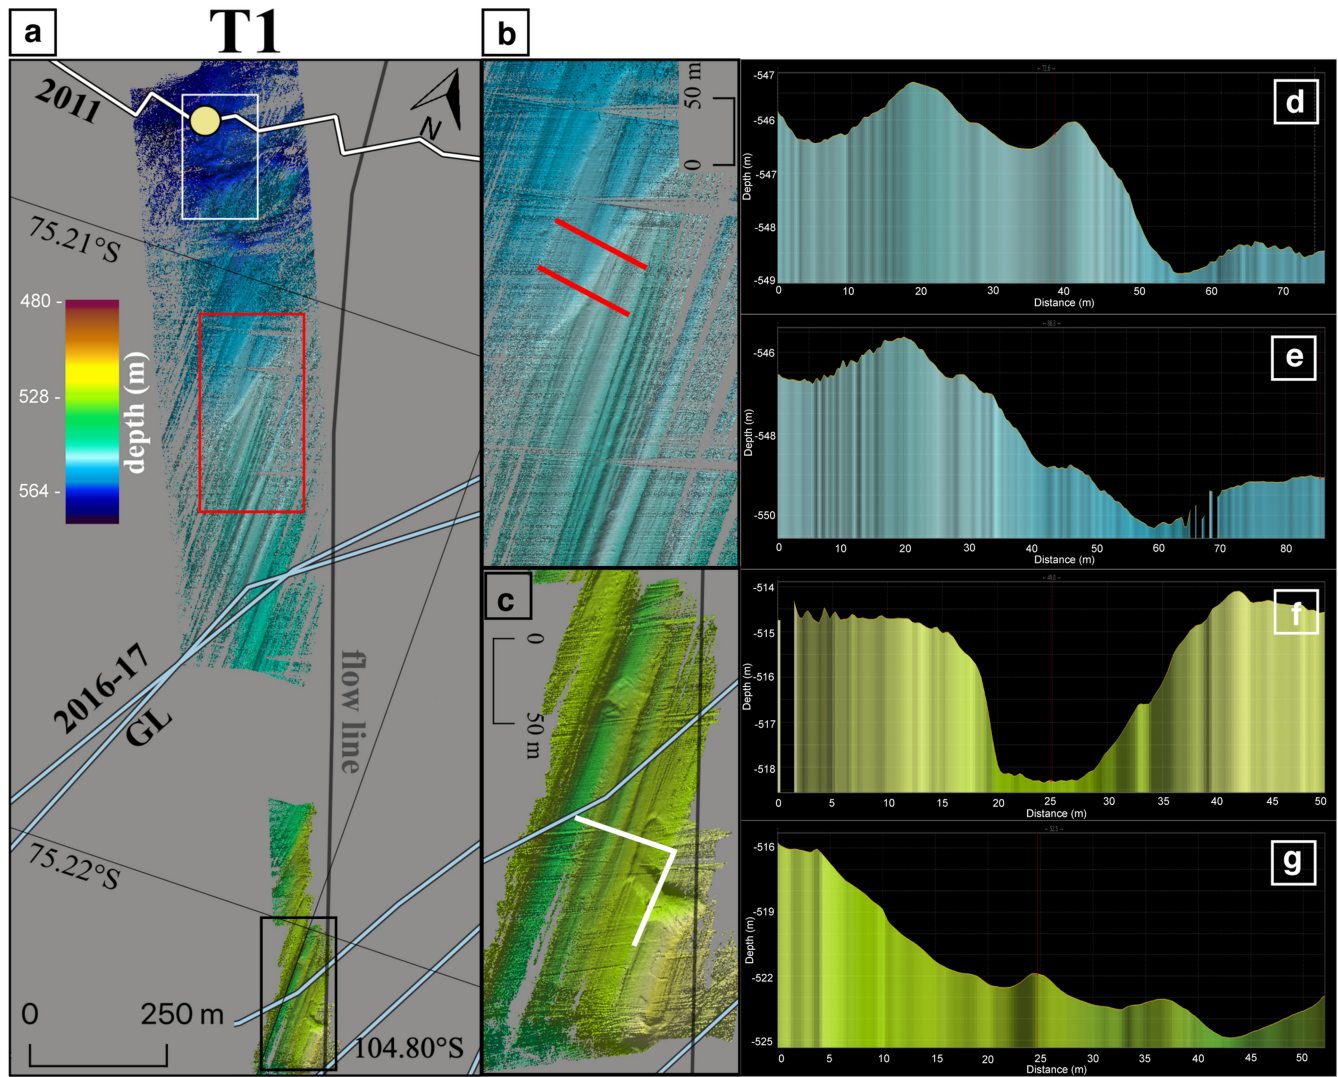 a
T1
2011
N
75.21°S
480 -
528 -
564 -
depth (m)
2016-17
GL
flow line
75.22°S
0 250 m
104.80°S
b
50 m
0
c
0
50 m
d
-547
-546
-547
-548
-549
Depth (m)
0 10 20 30 40 50 60 70
Distance (m)
e
-546
-548
-550
Depth (m)
0 10 20 30 40 50 60 70 80
Distance (m)
f
-514
-515
-516
-517
-518
Depth (m)
0 5 10 15 20 25 30 35 40 45 50
Distance (m)
g
-516
-519
-522
-525
Depth (m)
0 5 10 15 20 25 30 35 40 45 50
Distance (m)